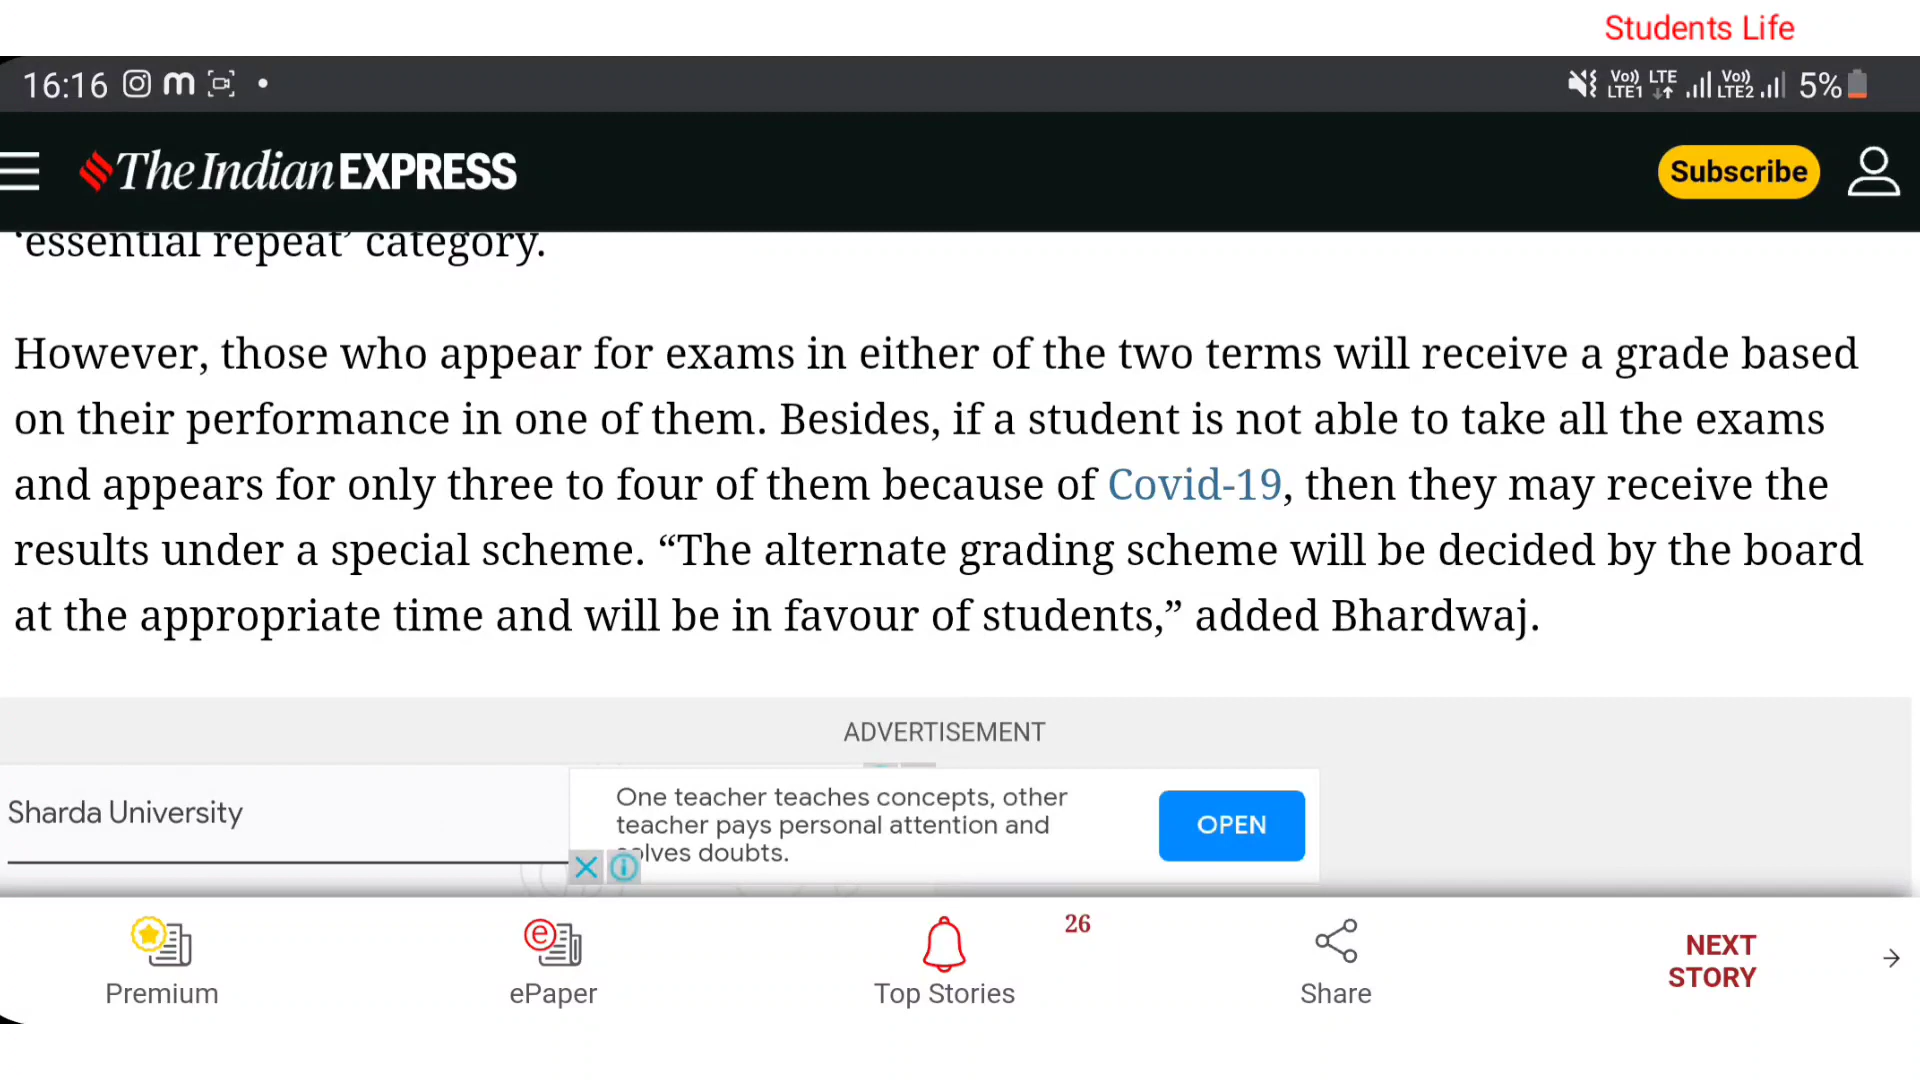 Students Life
16:16
Vo)) LTE Vo)) 5%
LTE1 LTE2
The Indian EXPRESS
Subscribe
‘essential repeat’ category.
However, those who appear for exams in either of the two terms will receive a grade based
on their performance in one of them. Besides, if a student is not able to take all the exams
and appears for only three to four of them because of Covid-19, then they may receive the
results under a special scheme. “The alternate grading scheme will be decided by the board
at the appropriate time and will be in favour of students,” added Bhardwaj.
ADVERTISEMENT
Sharda University
One teacher teaches concepts, other
teacher pays personal attention and
solves doubts.
OPEN
26
Premium
ePaper
Top Stories
Share
NEXT
STORY